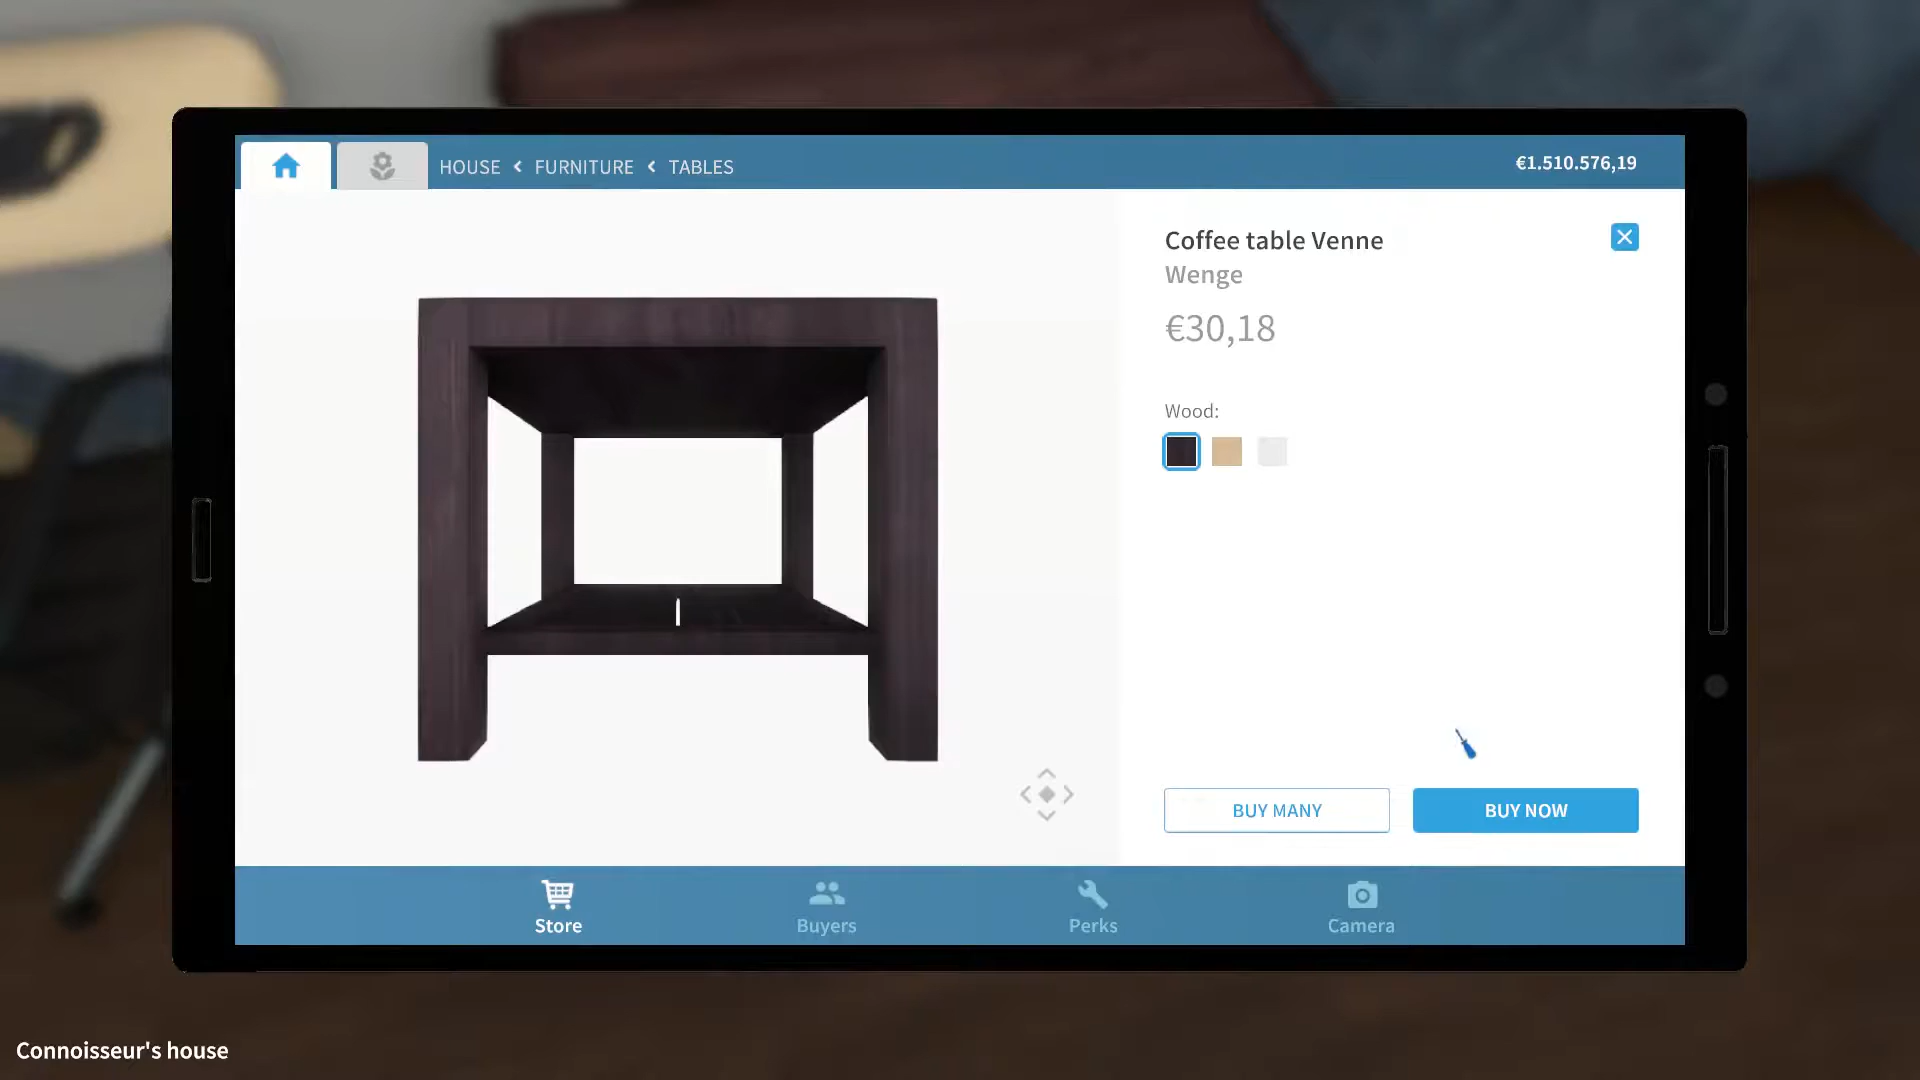 HOUSE < FURNITURE < TABLES
€1.510.576,19
Coffee table Venne
Wenge
€30,18
Wood:
BUY MANY
BUY NOW
Store
Buyers
Perks
Camera
Connoisseur's house